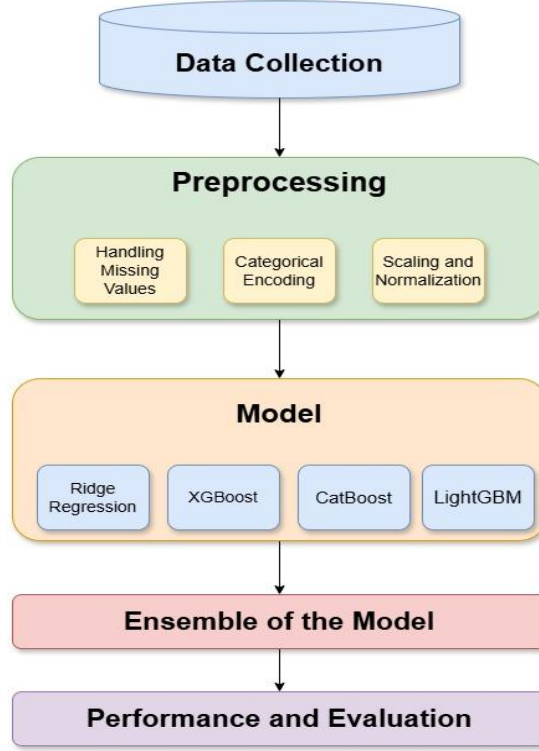 Data Collection
Preprocessing
Handling
Missing
Values
Categorical
Encoding
Scaling and
Normalization
Model
Ridge
Regression
XGBoost
CatBoost
LightGBM
Ensemble of the Model
Performance and Evaluation